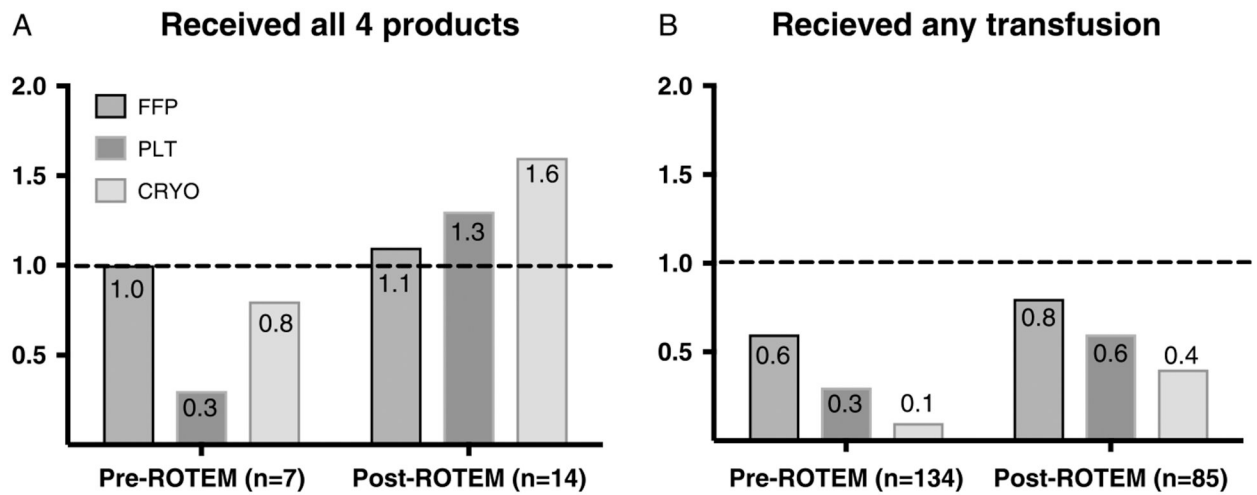 A Received all 4 products
2.0
1.5
1.0
0.5
FFP
PLT
CRYO
1.0
0.3
0.8
1.1
1.3
1.6
Pre-ROTEM (n=7) Post-ROTEM (n=14)
B Recieved any transfusion
2.0
1.5
1.0
0.5
0.6
0.3
0.1
0.8
0.6
0.4
Pre-ROTEM (n=134) Post-ROTEM (n=85)